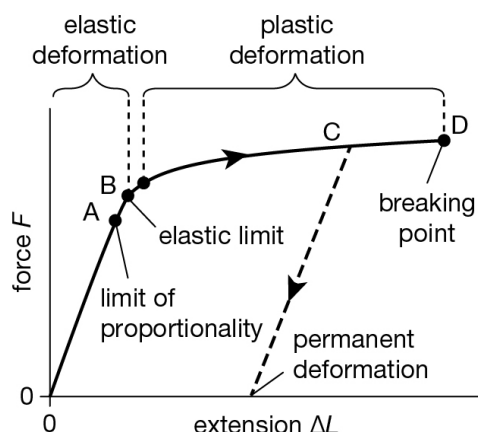 elastic
deformation
plastic
deformation
C
D
B
A
elastic limit
breaking
point
limit of
proportionality
force F
permanent
deformation
0
0
extension ΔL